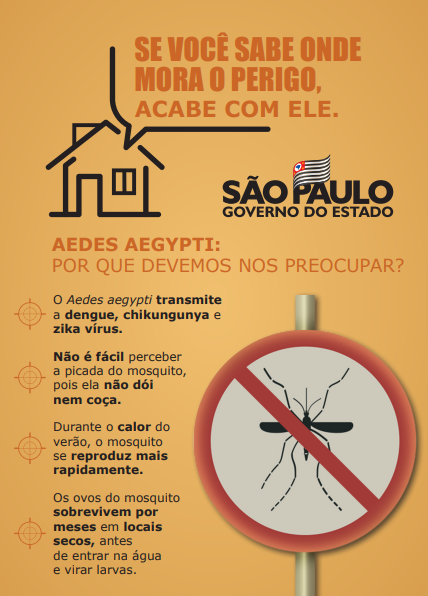 SE VOCÊ SABE ONDE
MORA O PERIGO,
ACABE COM ELE.
SÃO PAULO
GOVERNO DO ESTADO
AEDES AEGYPTI:
POR QUE DEVEMOS NOS PREOCUPAR?
O Aedes aegypti transmite
a dengue, chikungunya e
zika vírus.
Não é fácil perceber
a picada do mosquito,
pois ela não dói
nem coça.
Durante o calor do
verão, o mosquito
se reproduz mais
rapidamente.
Os ovos do mosquito
sobrevivem por
meses em locais
secos, antes
de entrar na água
e virar larvas.